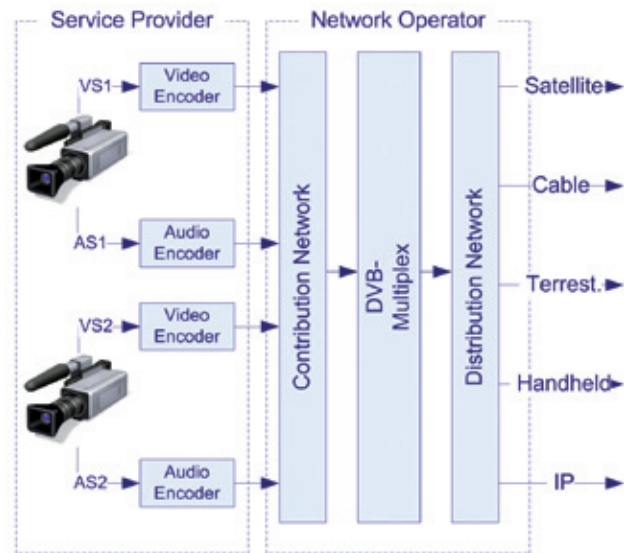 Service Provider
Network Operator
VS1
Video
Encoder
AS1
Audio
Encoder
VS2
Video
Encoder
AS2
Audio
Encoder
Contribution Network
DVB-
Multiplex
Distribution Network
Satellite
Cable
Terrest.
Handheld
IP